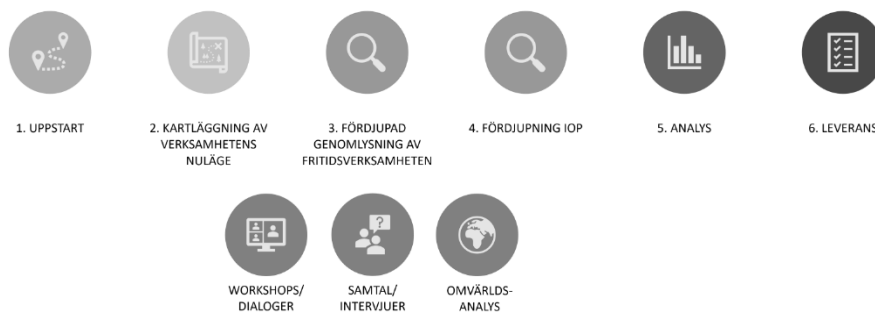 1. UPPSTART
2. KARTLÄGGNING AV
VERKSAMHETENS
NULÄGE
3. FÖRDJUPAD
GENOMLYSNING AV
FRITIDSVERKSAMHETEN
4. FÖRDJUPNING IOP
5. ANALYS
6. LEVERANS
?
WORKSHOPS/
DIALOGER
SAMTAL/
INTERVJUER
OMVÄRLDS-
ANALYS